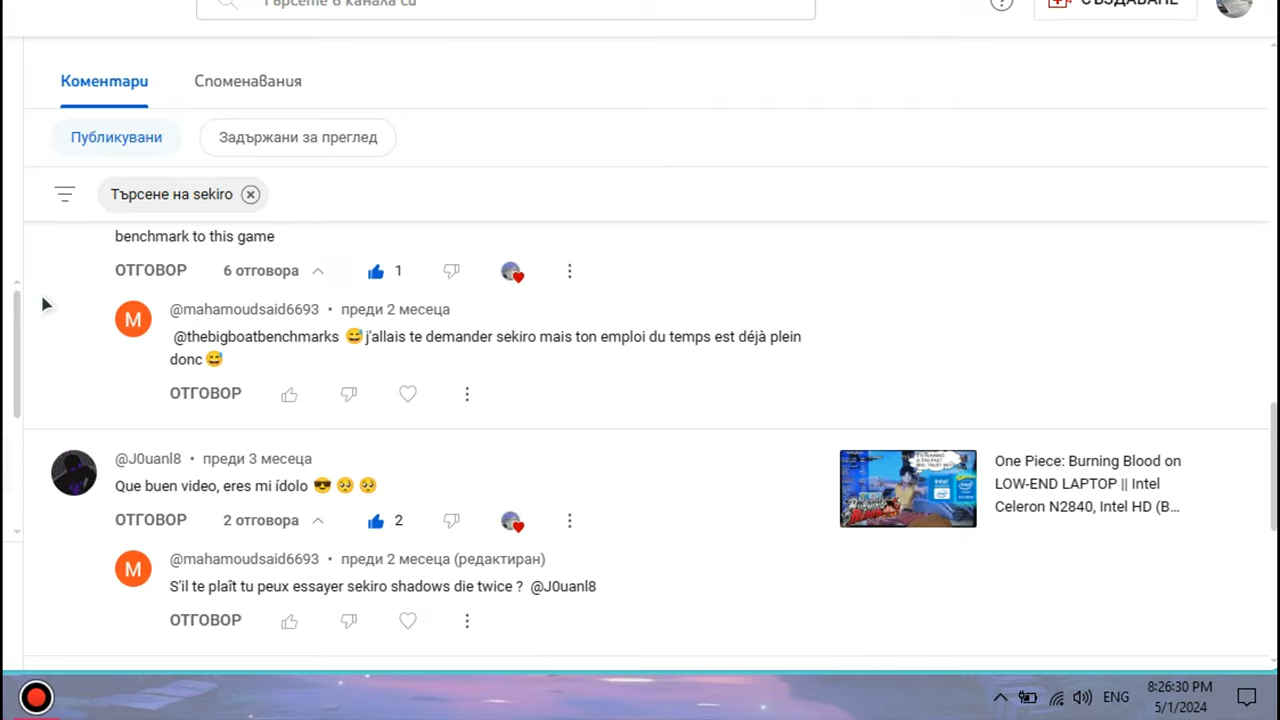 Търсете в канала си
СЪЗДАВАНЕ
Коментари
Споменавания
Публикувани
Задържани за преглед
Търсене на sekiro
benchmark to this game
ОТГОВОР
6 отговора
1
@mahamoudsaid6693 • преди 2 месеца
@thebigboatbenchmarks 😅 j'allais te demander sekiro mais ton emploi du temps est déjà plein
donc 😅
ОТГОВОР
@J0uanl8 • преди 3 месеца
Que buen video, eres mi ídolo 😎 🥺 🥺
One Piece: Burning Blood on
LOW-END LAPTOP || Intel
Celeron N2840, Intel HD (B...
ОТГОВОР
2 отговора
2
M
@mahamoudsaid6693 • преди 2 месеца (редактиран)
S'il te plaît tu peux essayer sekiro shadows die twice ? @J0uanl8
ОТГОВОР
ENG
8:26:30 PM
5/1/2024